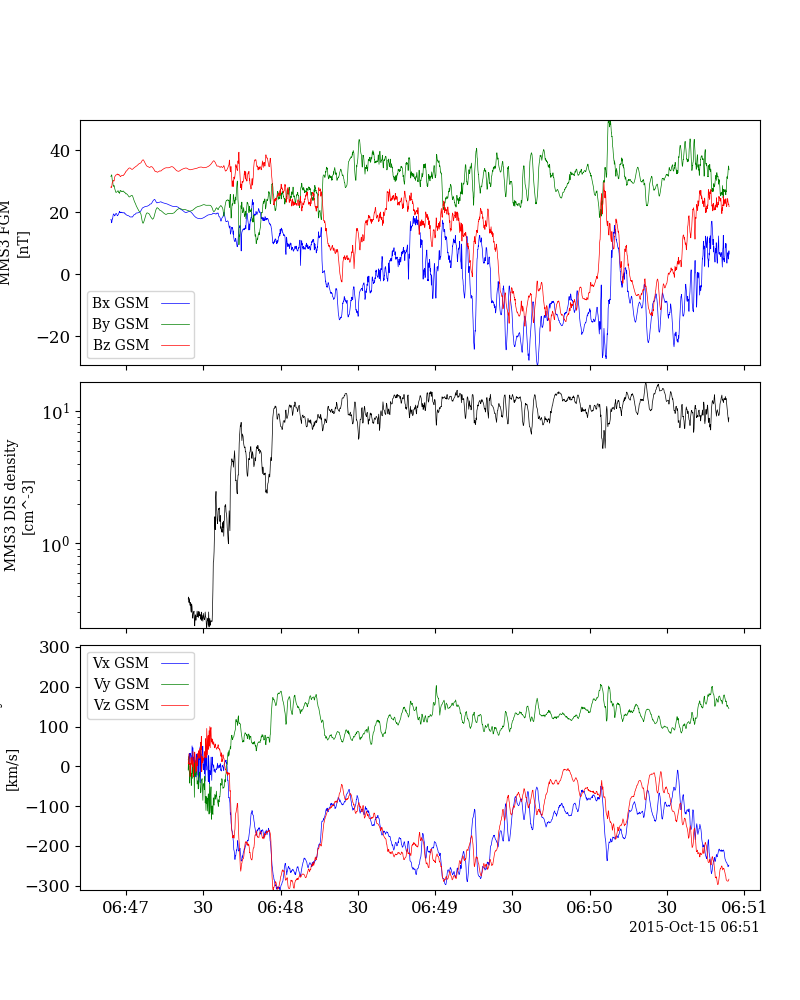 MMS3 FGM
[nT]
40
20
0
−20
Bx GSM
By GSM
Bz GSM
MMS3 DIS density
[cm^-3]
10^1
10^0
[km/s]
300
200
100
0
−100
−200
−300
Vx GSM
Vy GSM
Vz GSM
06:47 30 06:48 30 06:49 30 06:50 30 06:51
2015-Oct-15 06:51